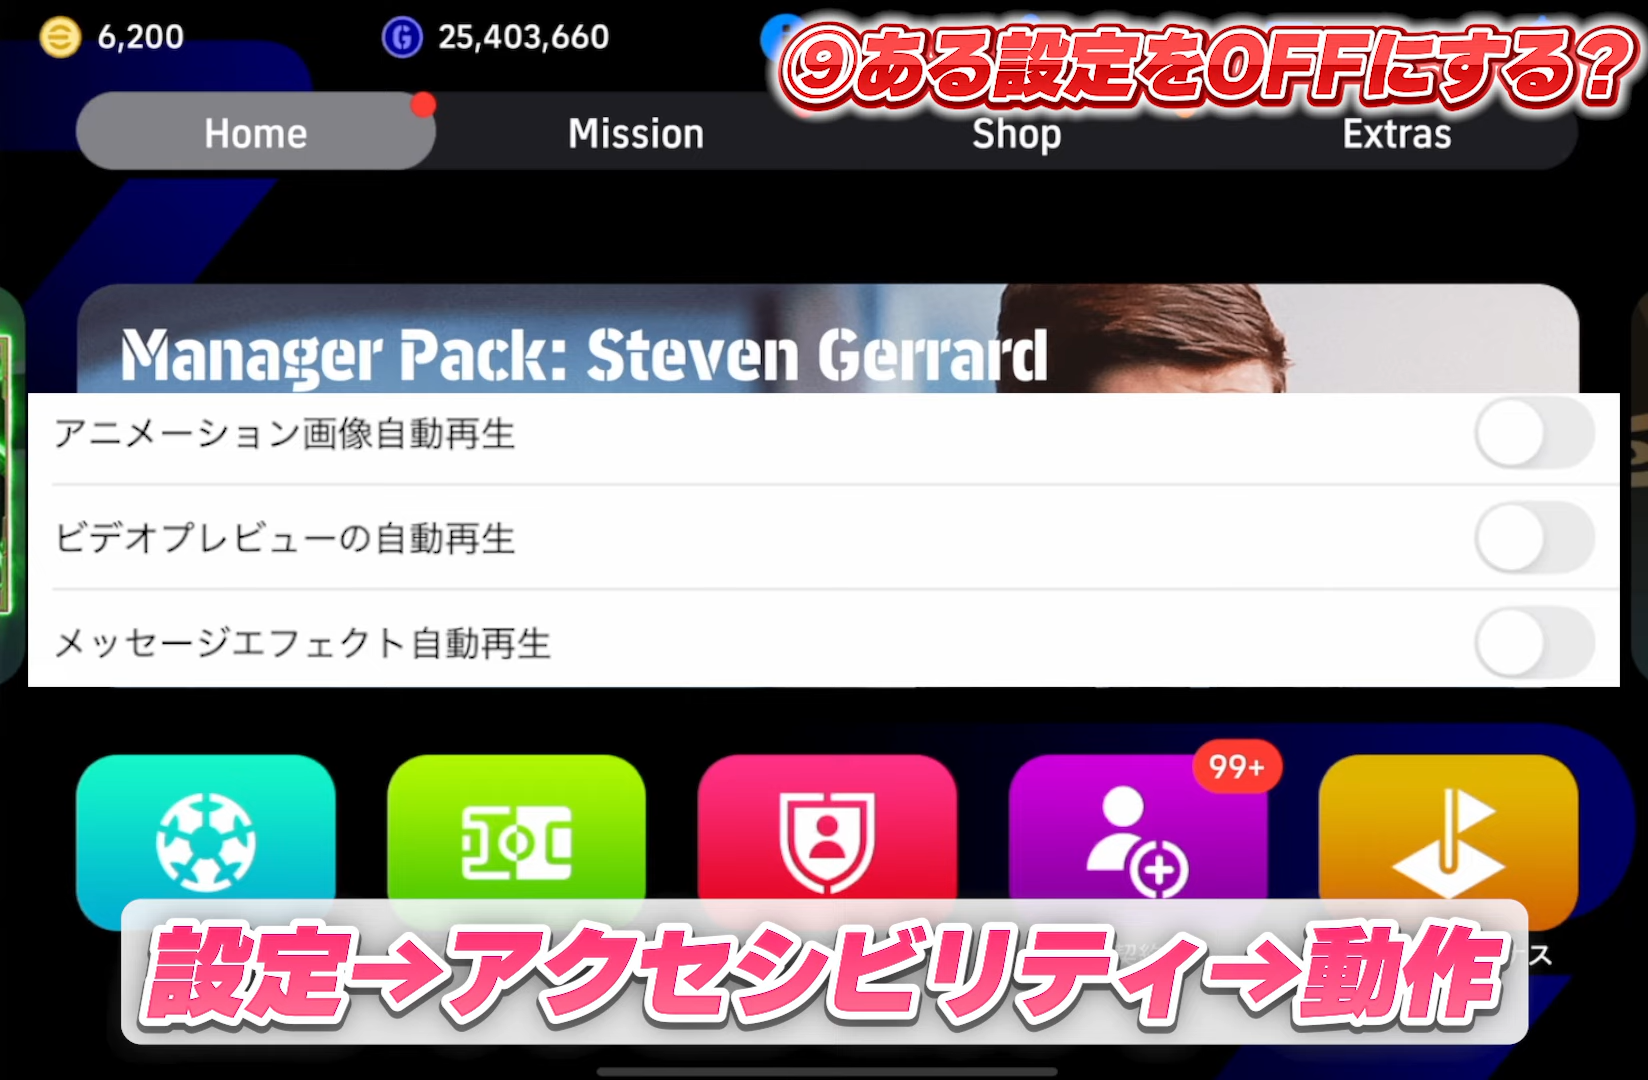 6,200
25,403,660
⑨ある設定をOFFにする?
Home
Mission
Shop
Extras
Manager Pack: Steven Gerrard
アニメーション画像自動再生
ビデオプレビューの自動再生
メッセージエフェクト自動再生
99+
設定→アクセシビリティ→動作
ス